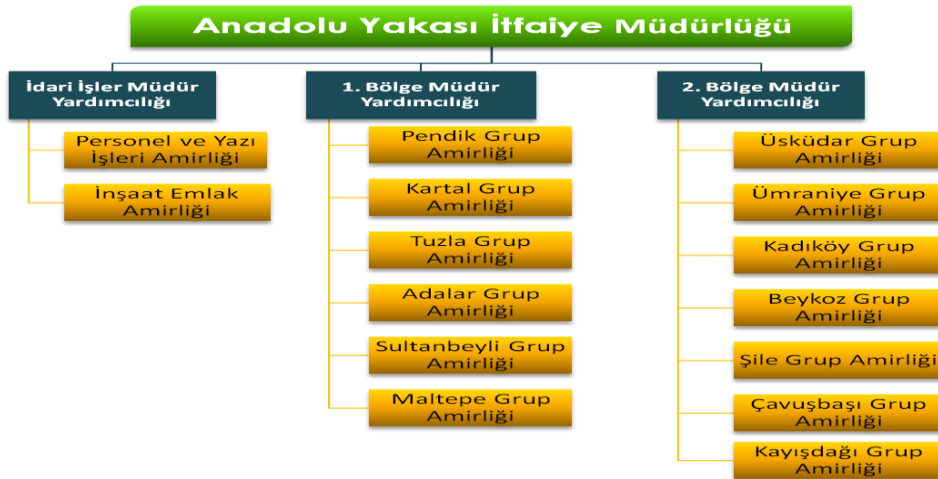 Anadolu Yakası İtfaiye Müdürlüğü
İdari İşler Müdür
Yardımcılığı
Personel ve Yazı
İşleri Amirliği
İnşaat Emlak
Amirliği
1. Bölge Müdür
Yardımcılığı
Pendik Grup
Amirliği
Kartal Grup
Amirliği
Tuzla Grup
Amirliği
Adalar Grup
Amirliği
Sultanbeyli Grup
Amirliği
Maltepe Grup
Amirliği
2. Bölge Müdür
Yardımcılığı
Üsküdar Grup
Amirliği
Ümraniye Grup
Amirliği
Kadıköy Grup
Amirliği
Beykoz Grup
Amirliği
Şile Grup Amirliği
Çavuşbaşı Grup
Amirliği
Kayışdağı Grup
Amirliği